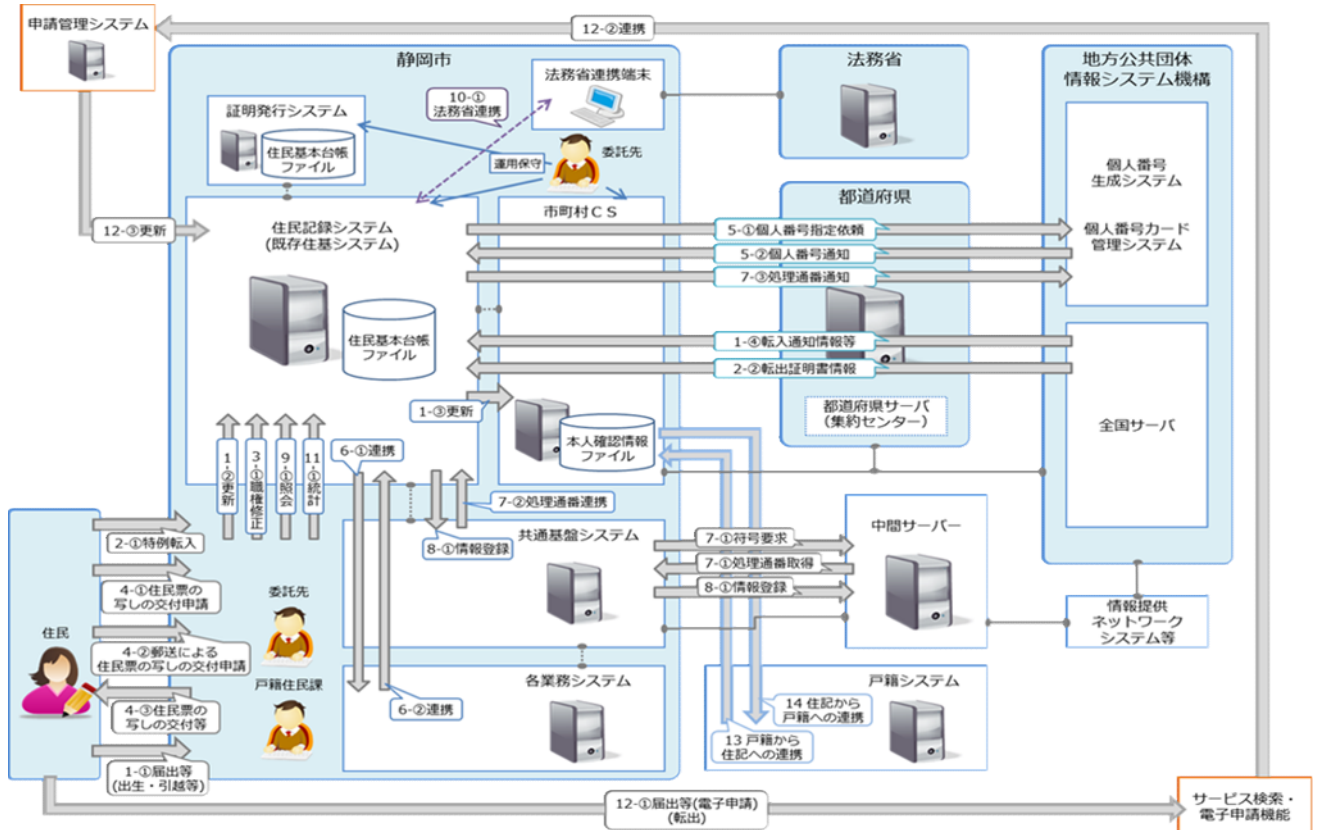 申請管理システム
12-②連携
静岡市
法務省連携端末
10-①
法務省連携
証明発行システム
住民基本台帳
ファイル
運用保守
委託先
法務省
地方公共団体
情報システム機構
個人番号
生成システム
個人番号カード
管理システム
都道府県
都道府県サーバ
(集約センター)
全国サーバ
12-③更新
住民記録システム
(既存住基システム)
住民基本台帳
ファイル
市町村CS
本人確認情報
ファイル
5-①個人番号指定依頼
5-②個人番号通知
7-③処理通番通知
1-④転入通知情報等
2-②転出証明書情報
1-③更新
1-②更新
3-①職権修正
9-①照会
11-①統計
6-①連携
7-②処理通番連携
8-①情報登録
共通基盤システム
7-①符号要求
7-①処理通番取得
8-①情報登録
中間サーバー
情報提供
ネットワーク
システム等
住民
2-①特例転入
4-①住民票の
写しの交付申請
4-②郵送による
住民票の写しの交付申請
4-③住民票の
写しの交付等
1-①届出等
(出生・引越等)
委託先
戸籍住民課
各業務システム
6-②連携
戸籍システム
14 住記から
戸籍への連携
13 戸籍から
住記への連携
12-①届出等(電子申請)
(転出)
サービス検索・
電子申請機能